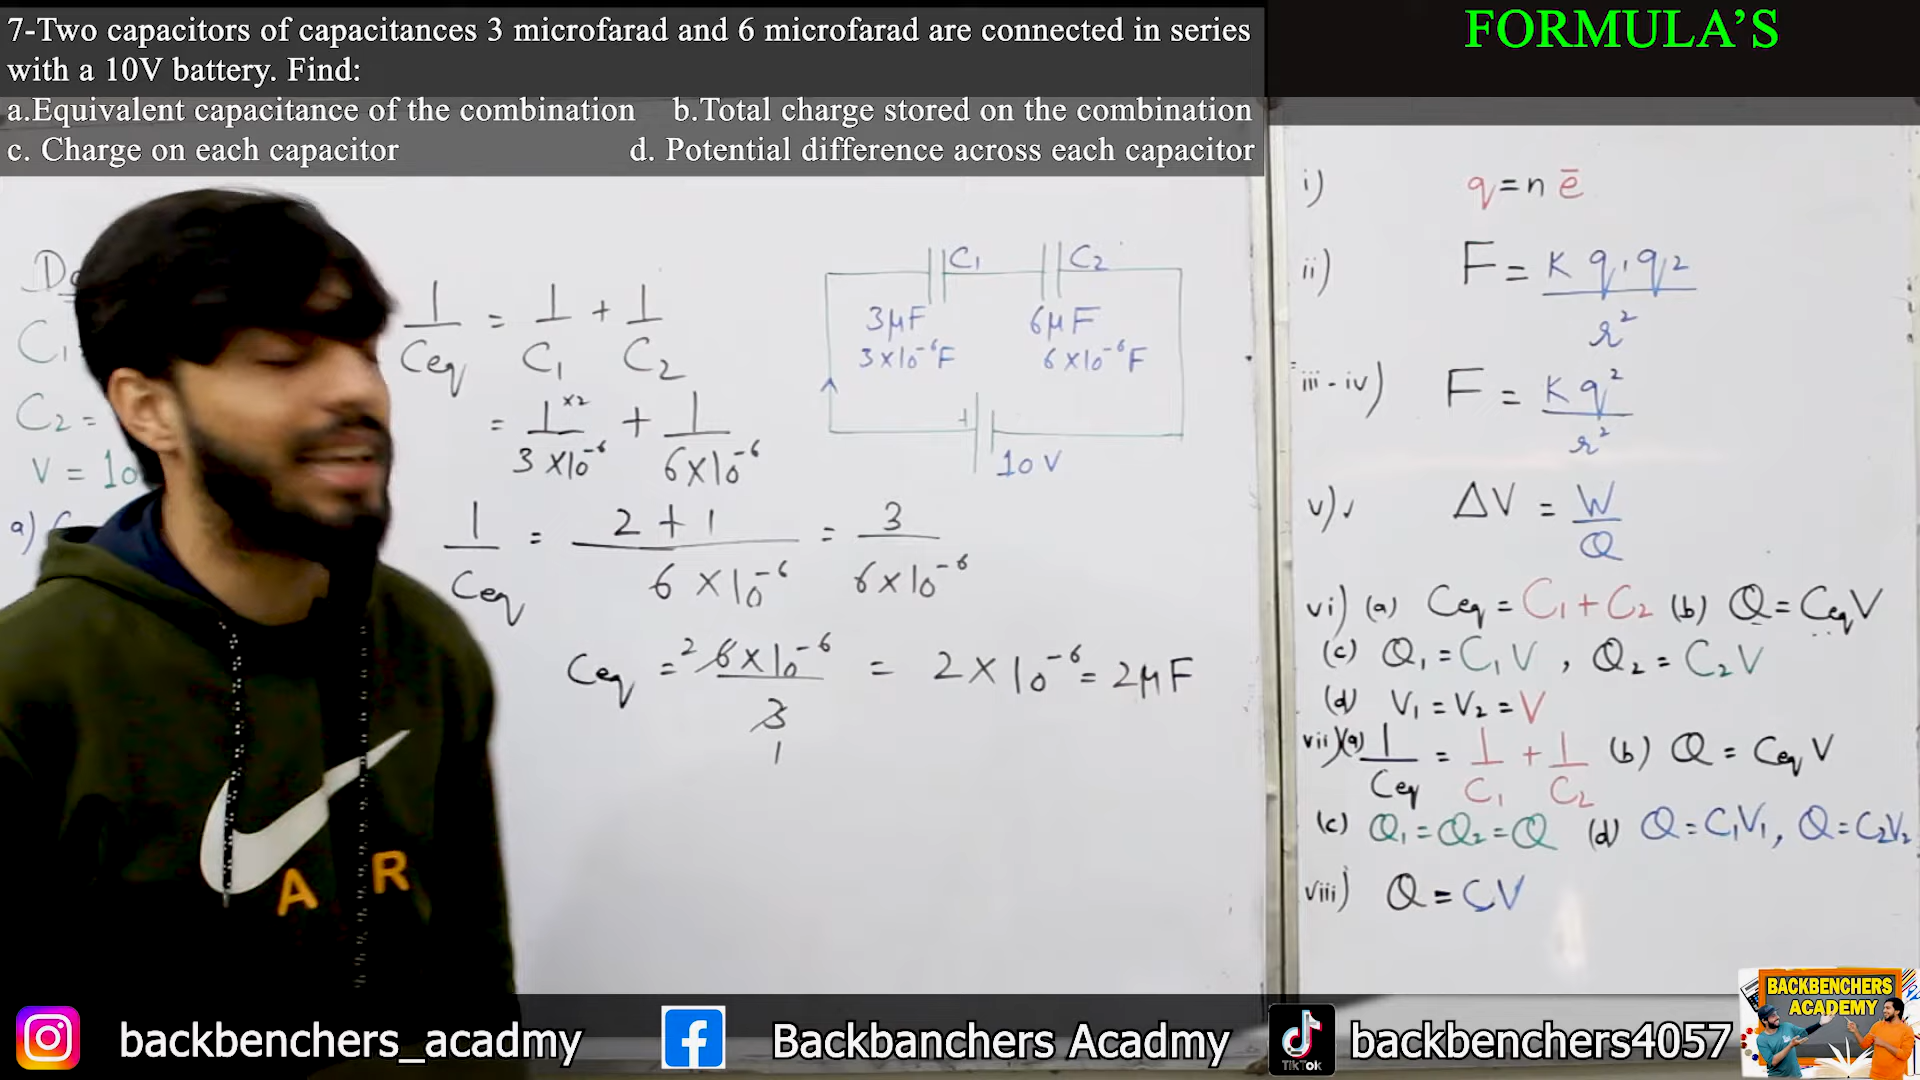 7-Two capacitors of capacitances 3 microfarad and 6 microfarad are connected in series
with a 10V battery. Find:
a.Equivalent capacitance of the combination b.Total charge stored on the combination
c. Charge on each capacitor d. Potential difference across each capacitor
FORMULA'S
C₁
C₂ =
V = 10
a)
1/Ceq = 1/C₁ + 1/C₂
= 1 ×2/3 ×10⁻⁶ + 1/6×10⁻⁶
1/Ceq = 2 + 1/6 ×10⁻⁶ = 3/6×10⁻⁶
Ceq = 2 6×10⁻⁶/3 1 = 2 ×10⁻⁶ = 2μF
C₁ C₂
3μF 6μF
3×10⁻⁶F 6×10⁻⁶F
+
10 V
i) q = n e̅
ii) F = K q₁q₂/r²
iii - iv) F = K q²/r²
v)✓ ΔV = W/Q
vi) (a) Ceq = C₁ + C₂ (b) Q = CeqV
(c) Q₁ = C₁V , Q₂ = C₂V
(d) V₁ = V₂ = V
vii)(a) 1/Ceq = 1/C₁ + 1/C₂ (b) Q = Ceq V
(c) Q₁ = Q₂ = Q (d) Q = C₁V₁, Q = C₂V₂
viii) Q = CV
A R
BACKBENCHERS
ACADEMY
backbenchers_acadmy
Backbanchers Acadmy
TikTok
backbenchers4057